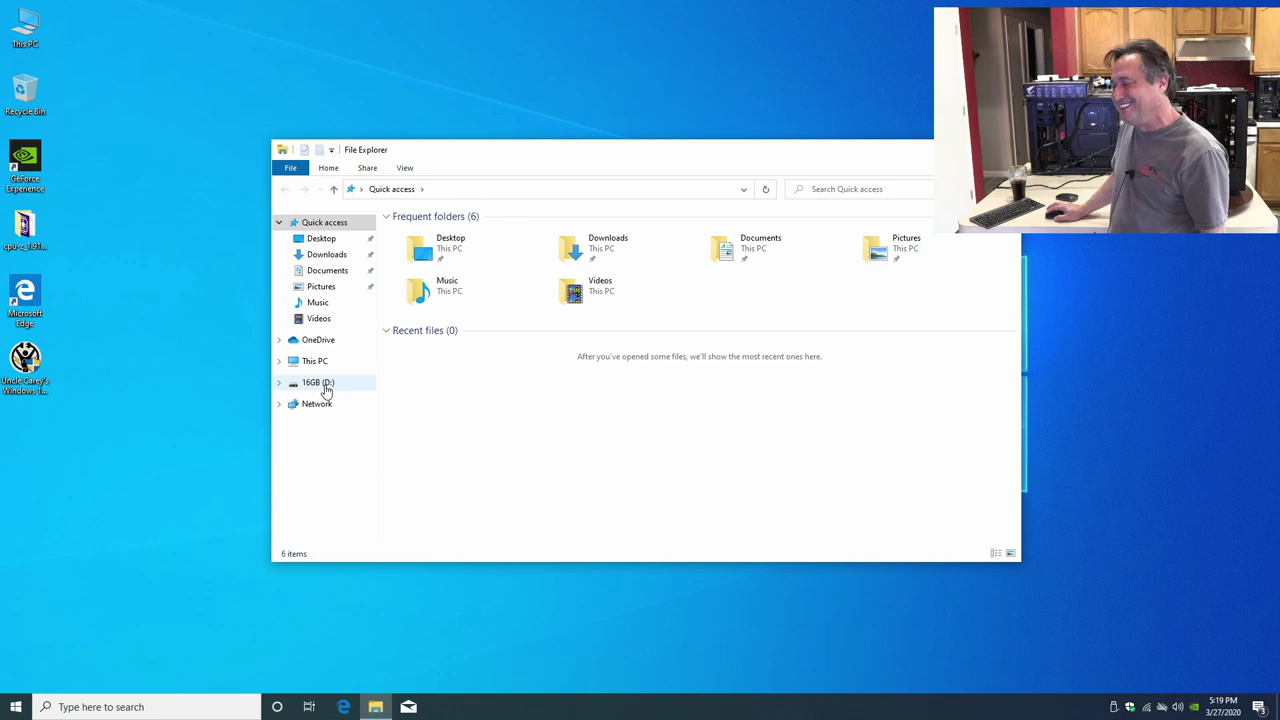 This PC
Recycle Bin
GeForce
Experience
cpu-z_1.91...
Microsoft
Edge
Uncle Carey's
Windows 1...
File Explorer
File
Home
Share
View
Quick access
Search Quick access
Quick access
Desktop
Downloads
Documents
Pictures
Music
Videos
OneDrive
This PC
16GB (D:)
Network
Frequent folders (6)
Desktop
This PC
Downloads
This PC
Documents
This PC
Pictures
This PC
Music
This PC
Videos
This PC
Recent files (0)
After you've opened some files, we'll show the most recent ones here.
6 items
Type here to search
5:19 PM
3/27/2020
3